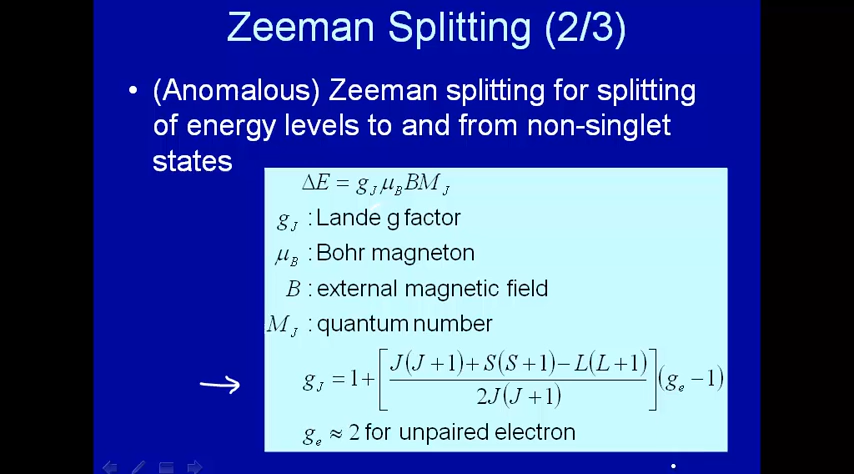 Zeeman Splitting (2/3)
• (Anomalous) Zeeman splitting for splitting
of energy levels to and from non-singlet
states
ΔE = g_J μ_B B M_J
g_J : Lande g factor
μ_B : Bohr magneton
B : external magnetic field
M_J : quantum number
g_J = 1 + [ (J(J + 1) + S(S + 1) − L(L + 1)) / (2J(J + 1)) ] (g_e − 1)
g_e ≈ 2 for unpaired electron